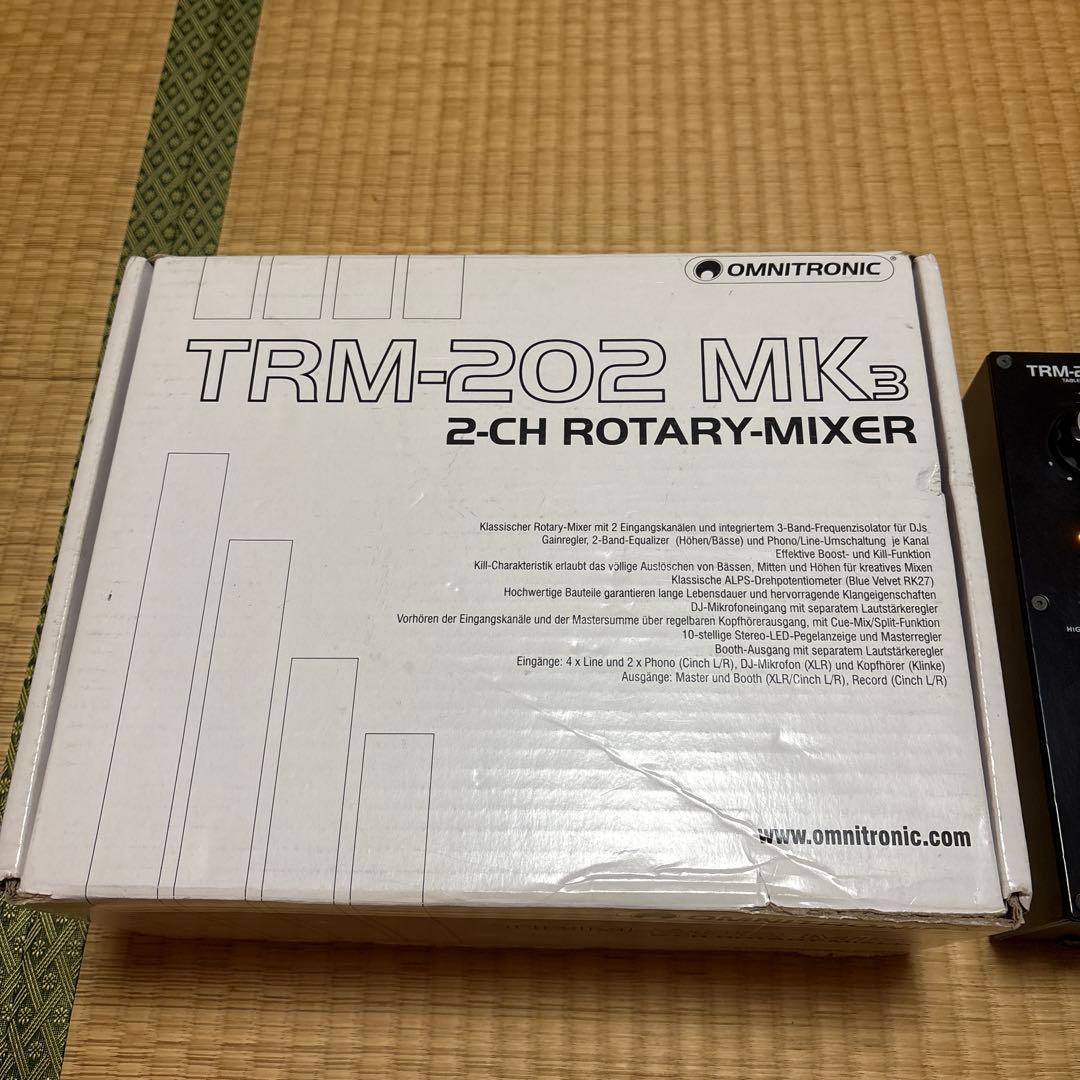 OMNITRONIC®
TRM-202 MK3
2-CH ROTARY-MIXER
Klassischer Rotary-Mixer mit 2 Eingangskanälen und integriertem 3-Band-Frequenzisolator für DJs
Gainregler, 2-Band-Equalizer (Höhen/Bässe) und Phono/Line-Umschaltung je Kanal
Effektive Boost- und Kill-Funktion
Kill-Charakteristik erlaubt das völlige Auslöschen von Bässen, Mitten und Höhen für kreatives Mixen
Klassische ALPS-Drehpotentiometer (Blue Velvet RK27)
Hochwertige Bauteile garantieren lange Lebensdauer und hervorragende Klangeigenschaften
DJ-Mikrofoneingang mit separatem Lautstärkeregler
Vorhören der Eingangskanäle und der Mastersumme über regelbaren Kopfhörerausgang, mit Cue-Mix/Split-Funktion
10-stellige Stereo-LED-Pegelanzeige und Masterregler
Booth-Ausgang mit separatem Lautstärkeregler
Eingänge: 4 x Line und 2 x Phono (Cinch L/R), DJ-Mikrofon (XLR) und Kopfhörer (Klinke)
Ausgänge: Master und Booth (XLR/Cinch L/R), Record (Cinch L/R)
www.omnitronic.com
TRM-2
TABLE
HIG